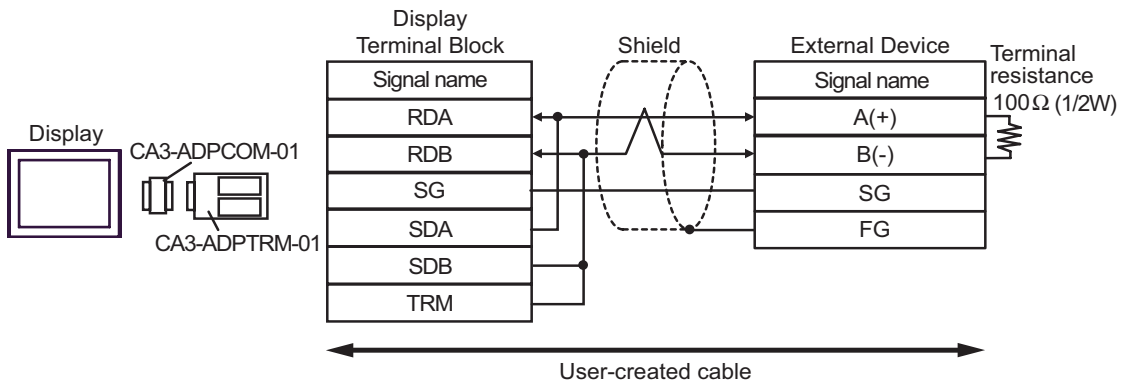 Display
Terminal Block
Shield
External Device
Terminal
resistance
100Ω (1/2W)
Signal name
Signal name
RDA
A(+)
RDB
B(-)
SG
SG
SDA
FG
SDB
TRM
Display
CA3-ADPCOM-01
CA3-ADPTRM-01
User-created cable